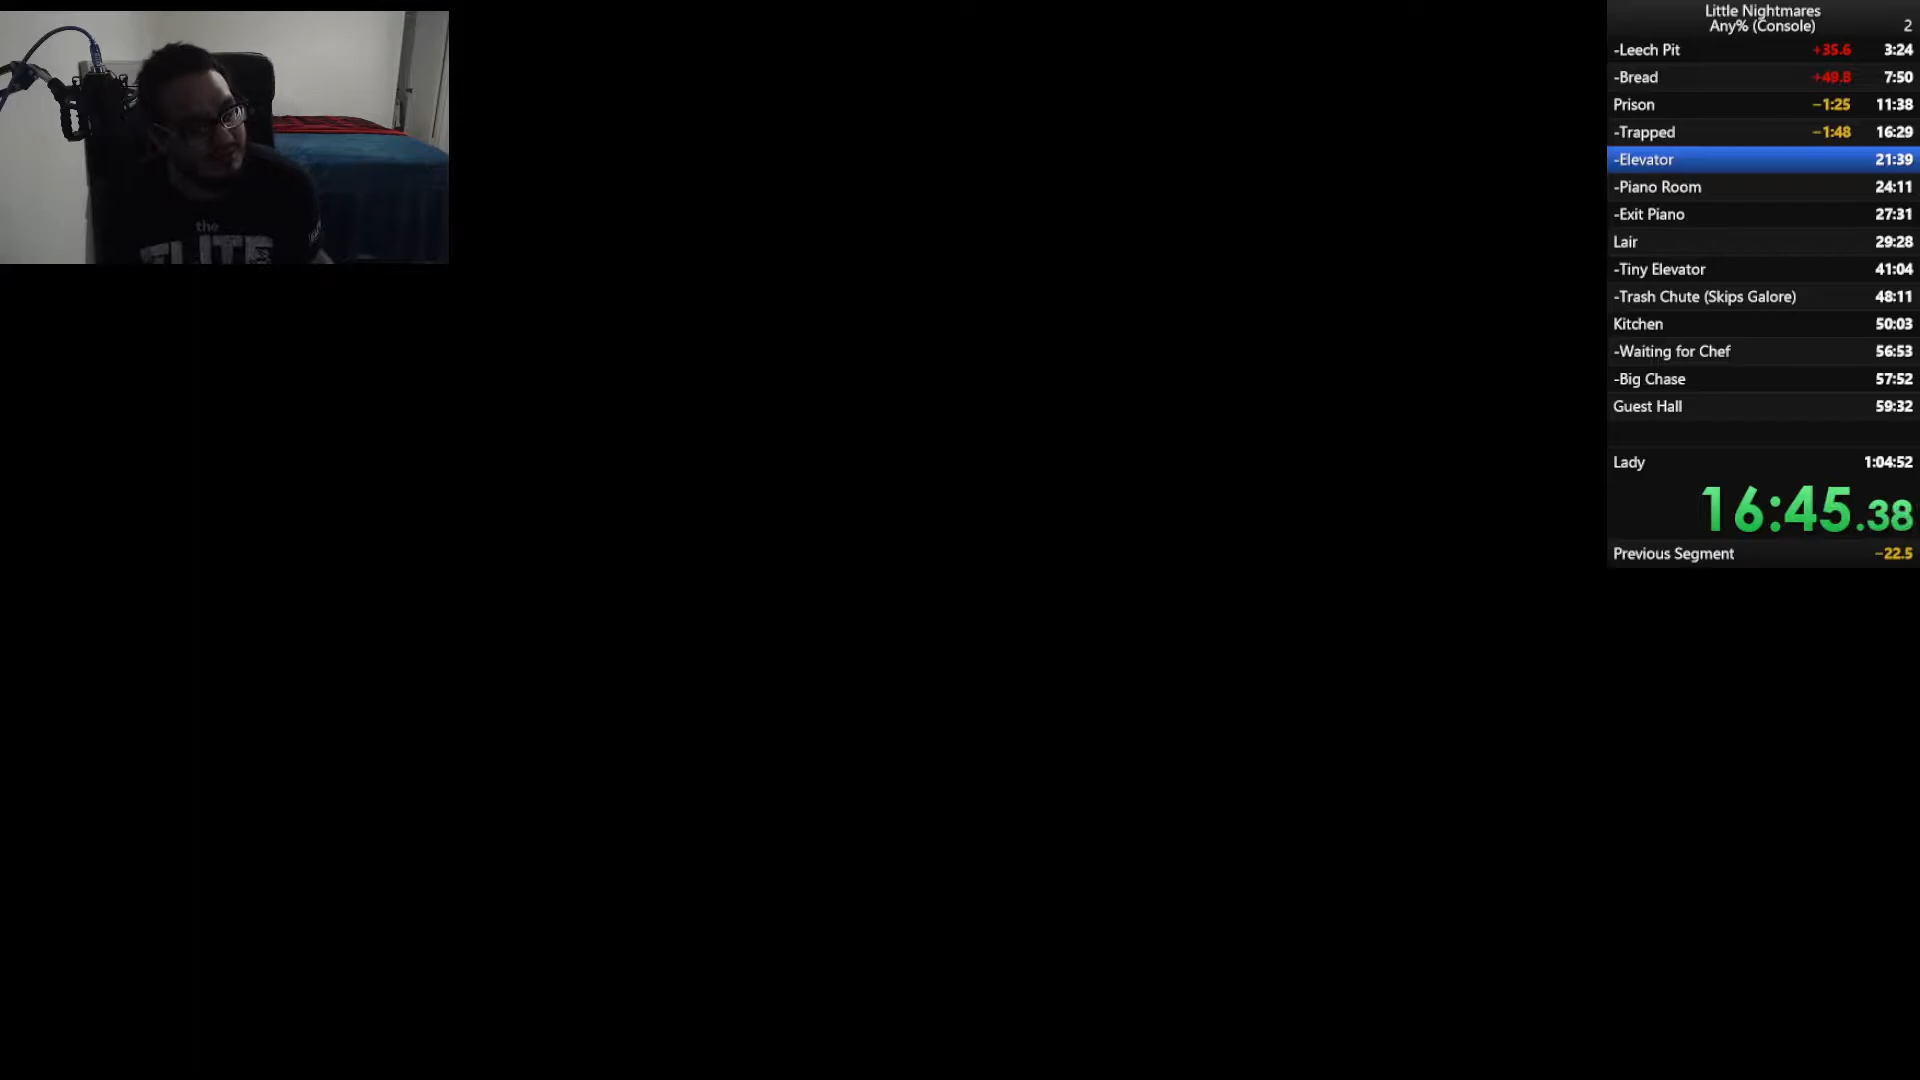 the
ELITE
Little Nightmares
Any% (Console) 2
-Leech Pit +35.6 3:24
-Bread +49.8 7:50
Prison −1:25 11:38
-Trapped −1:48 16:29
-Elevator 21:39
-Piano Room 24:11
-Exit Piano 27:31
Lair 29:28
-Tiny Elevator 41:04
-Trash Chute (Skips Galore) 48:11
Kitchen 50:03
-Waiting for Chef 56:53
-Big Chase 57:52
Guest Hall 59:32
Lady 1:04:52
16:45.38
Previous Segment −22.5